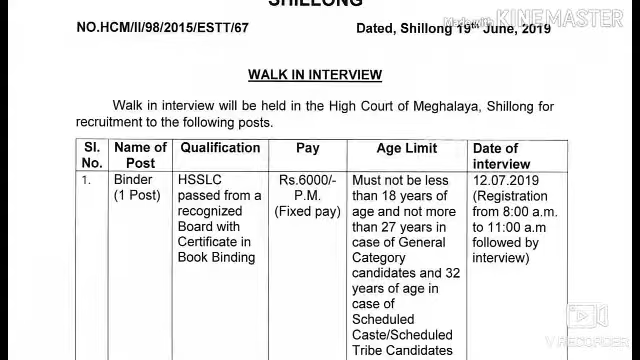 SHILLONG
NO.HCM/II/98/2015/ESTT/67 Dated, Shillong 19th June, 2019
Made with KINEMASTER
WALK IN INTERVIEW
Walk in interview will be held in the High Court of Meghalaya, Shillong for
recruitment to the following posts.
Sl. No. Name of Post Qualification Pay Age Limit Date of interview
1. Binder HSSLC Rs.6000/- Must not be less 12.07.2019
(1 Post) passed from a P.M. than 18 years of (Registration
recognized (Fixed pay) age and not more from 8:00 a.m.
Board with than 27 years in to 11:00 a.m
Certificate in case of General followed by
Book Binding Category interview)
candidates and 32
years of age in
case of
Scheduled
Caste/Scheduled
Tribe Candidates
V RECORDER